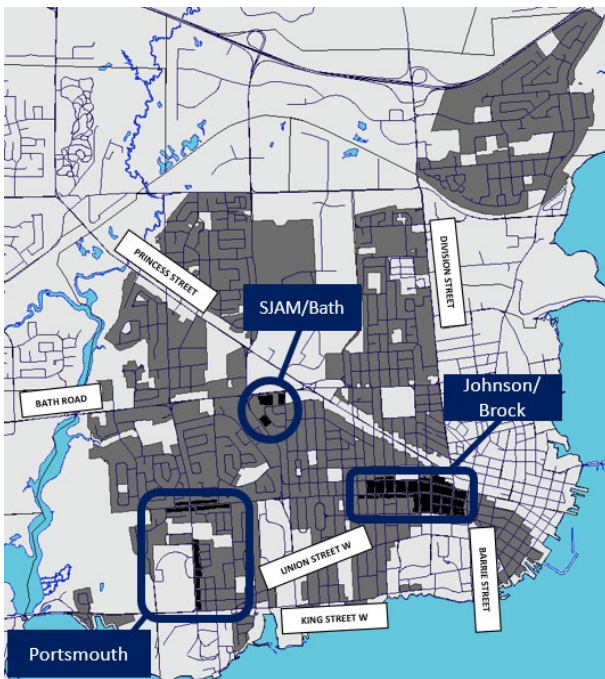 PRINCESS STREET
DIVISION STREET
SJAM/Bath
BATH ROAD
Johnson/
Brock
UNION STREET W
BARRIE STREET
KING STREET W
Portsmouth